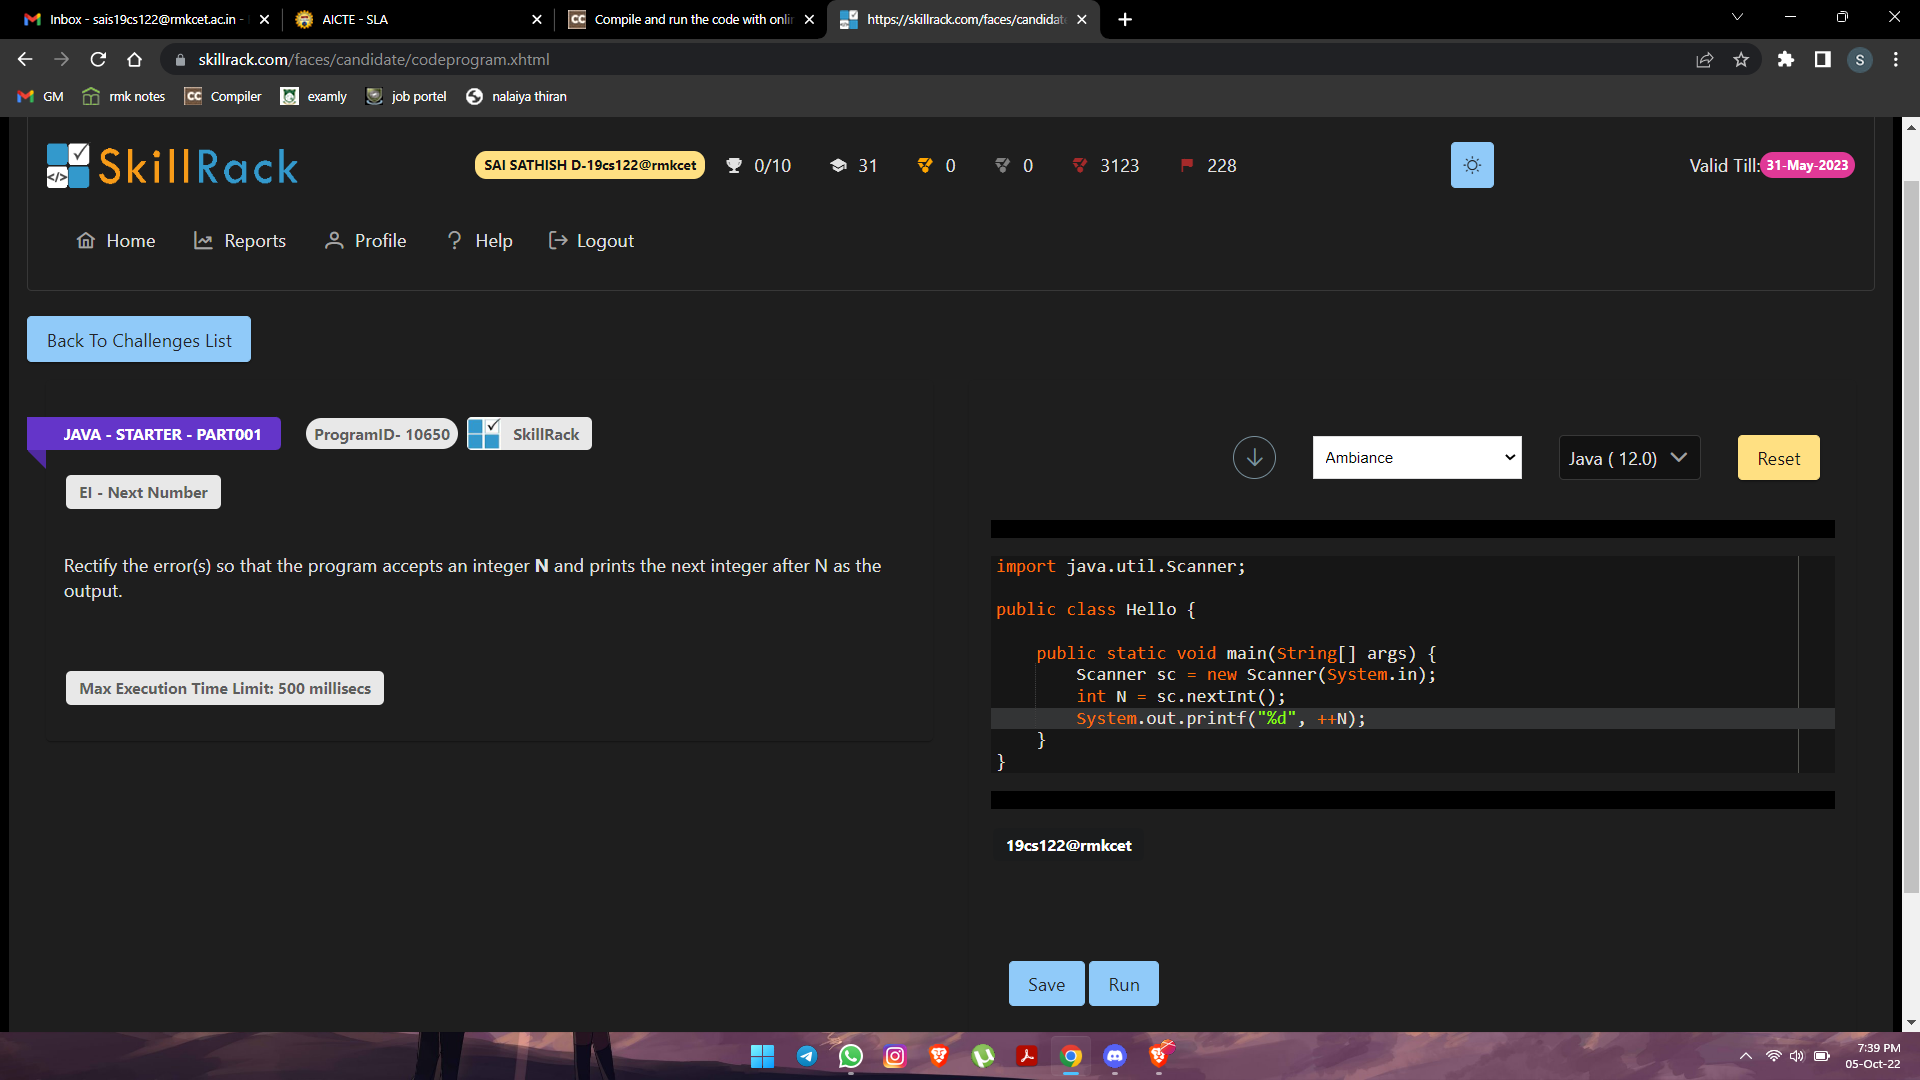 Inbox - sais19cs122@rmkcet.ac.in -
AICTE - SLA
Compile and run the code with onlin
https://skillrack.com/faces/candidat
skillrack.com/faces/candidate/codeprogram.xhtml
S
GM
rmk notes
CC Compiler
examly
job portel
nalaiya thiran
SkillRack
SAI SATHISH D-19cs122@rmkcet
0/10
31
0
0
3123
228
Valid Till: 31-May-2023
Home
Reports
Profile
? Help
Logout
Back To Challenges List
JAVA - STARTER - PART001
ProgramID- 10650
SkillRack
EI - Next Number
Rectify the error(s) so that the program accepts an integer N and prints the next integer after N as the
output.
Max Execution Time Limit: 500 millisecs
Ambiance
Java ( 12.0)
Reset
import java.util.Scanner;
public class Hello {
public static void main(String[] args) {
Scanner sc = new Scanner(System.in);
int N = sc.nextInt();
System.out.printf("%d", ++N);
}
}
19cs122@rmkcet
Save
Run
7:39 PM
05-Oct-22